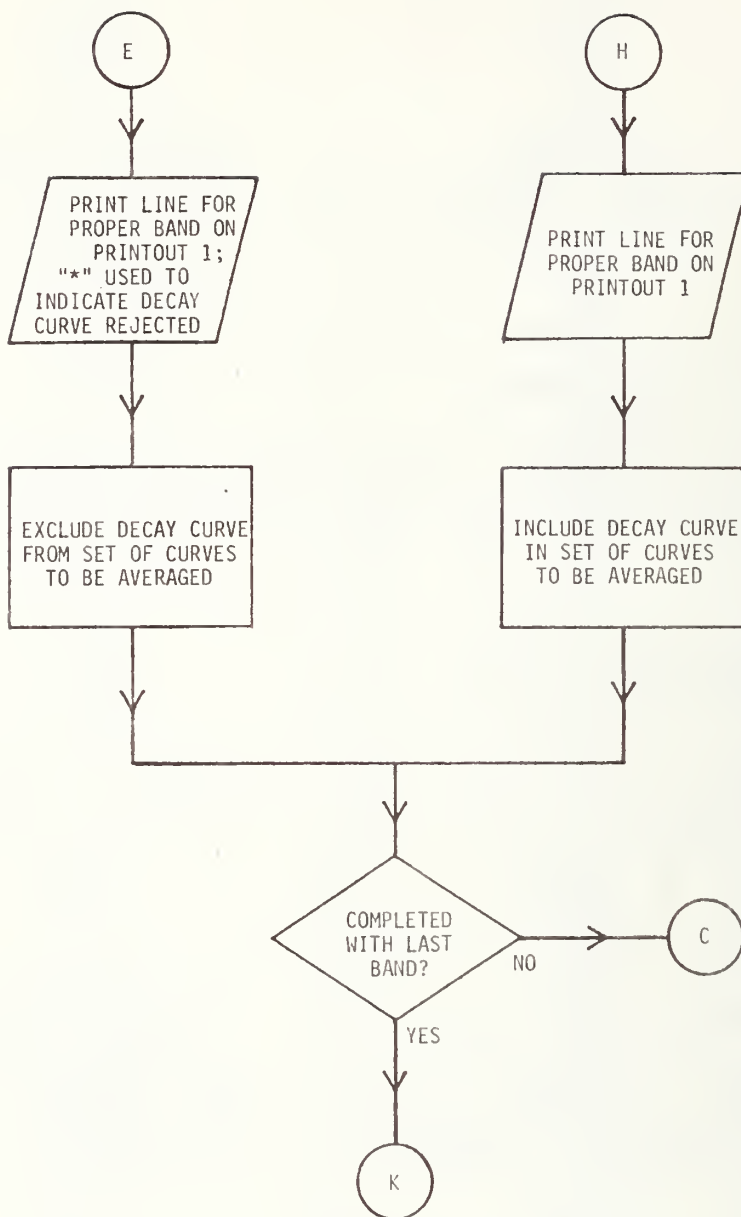 E
PRINT LINE FOR
PROPER BAND ON
PRINTOUT 1;
"*" USED TO
INDICATE DECAY
CURVE REJECTED
EXCLUDE DECAY CURVE
FROM SET OF CURVES
TO BE AVERAGED
H
PRINT LINE FOR
PROPER BAND ON
PRINTOUT 1
INCLUDE DECAY CURVE
IN SET OF CURVES
TO BE AVERAGED
COMPLETED
WITH LAST
BAND?
NO
C
YES
K